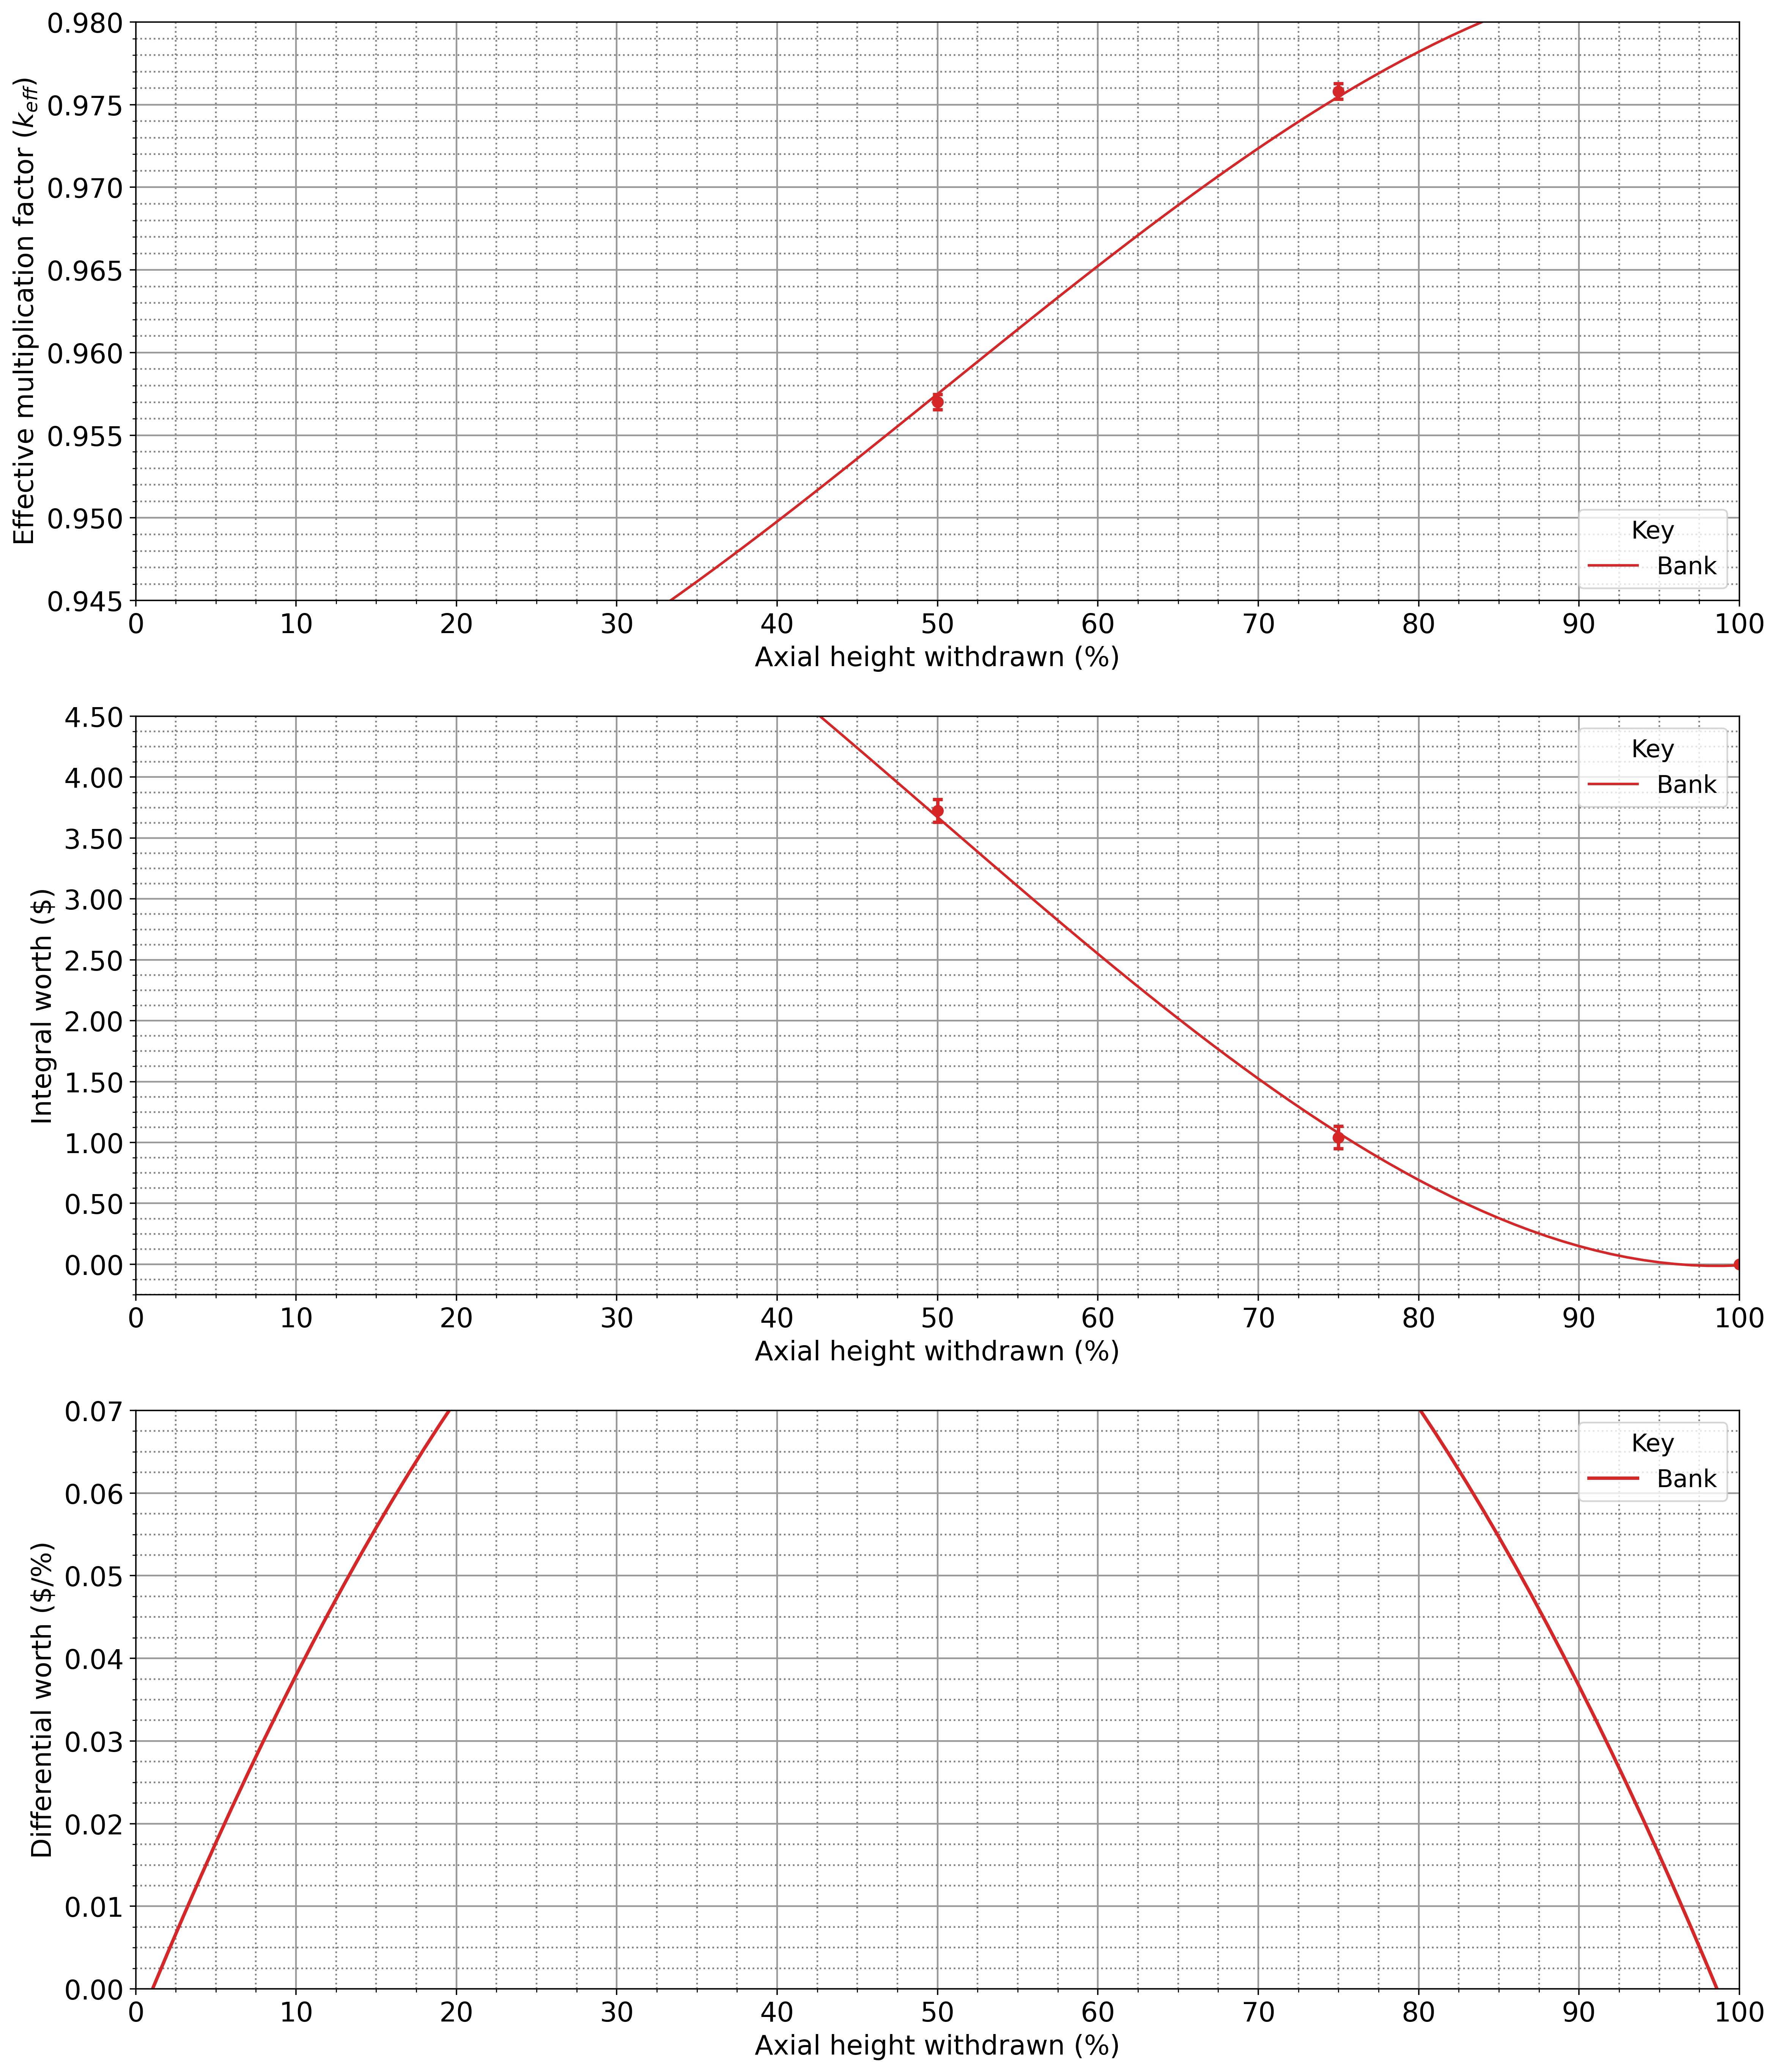 0.980
0.975
0.970
0.965
0.960
0.955
0.950
0.945
Effective multiplication factor (k_eff)
Key
Bank
0 10 20 30 40 50 60 70 80 90 100
Axial height withdrawn (%)
4.50
4.00
3.50
3.00
2.50
2.00
1.50
1.00
0.50
0.00
Integral worth ($)
Key
Bank
0 10 20 30 40 50 60 70 80 90 100
Axial height withdrawn (%)
0.07
0.06
0.05
0.04
0.03
0.02
0.01
0.00
Differential worth ($/%)
Key
Bank
0 10 20 30 40 50 60 70 80 90 100
Axial height withdrawn (%)